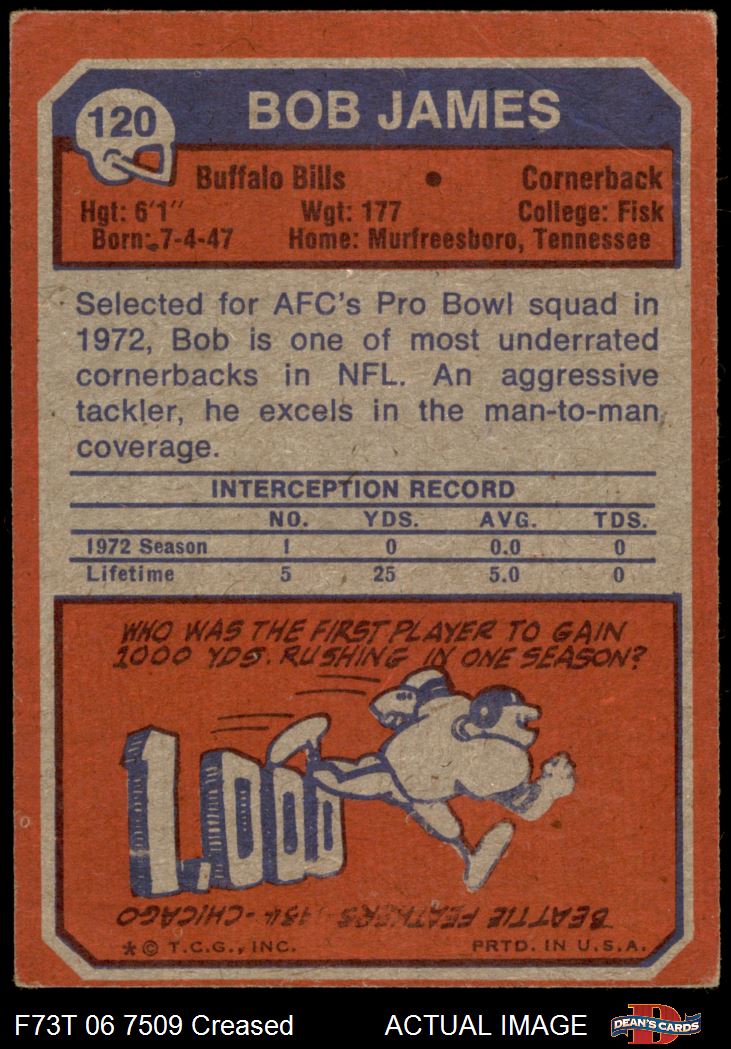 120
BOB JAMES
Buffalo Bills • Cornerback
Hgt: 6'1" Wgt: 177 College: Fisk
Born: 7-4-47 Home: Murfreesboro, Tennessee
Selected for AFC's Pro Bowl squad in
1972, Bob is one of most underrated
cornerbacks in NFL. An aggressive
tackler, he excels in the man-to-man
coverage.
INTERCEPTION RECORD
NO. YDS. AVG. TDS.
1972 Season 1 0 0.0 0
Lifetime 5 25 5.0 0
WHO WAS THE FIRST PLAYER TO GAIN
1000 YDS. RUSHING IN ONE SEASON?
1,000
BEATTIE FEATHERS, '34 - CHICAGO
* © T.C.G., INC. PRTD. IN U.S.A.
F73T 06 7509 Creased ACTUAL IMAGE
DEAN'S CARDS